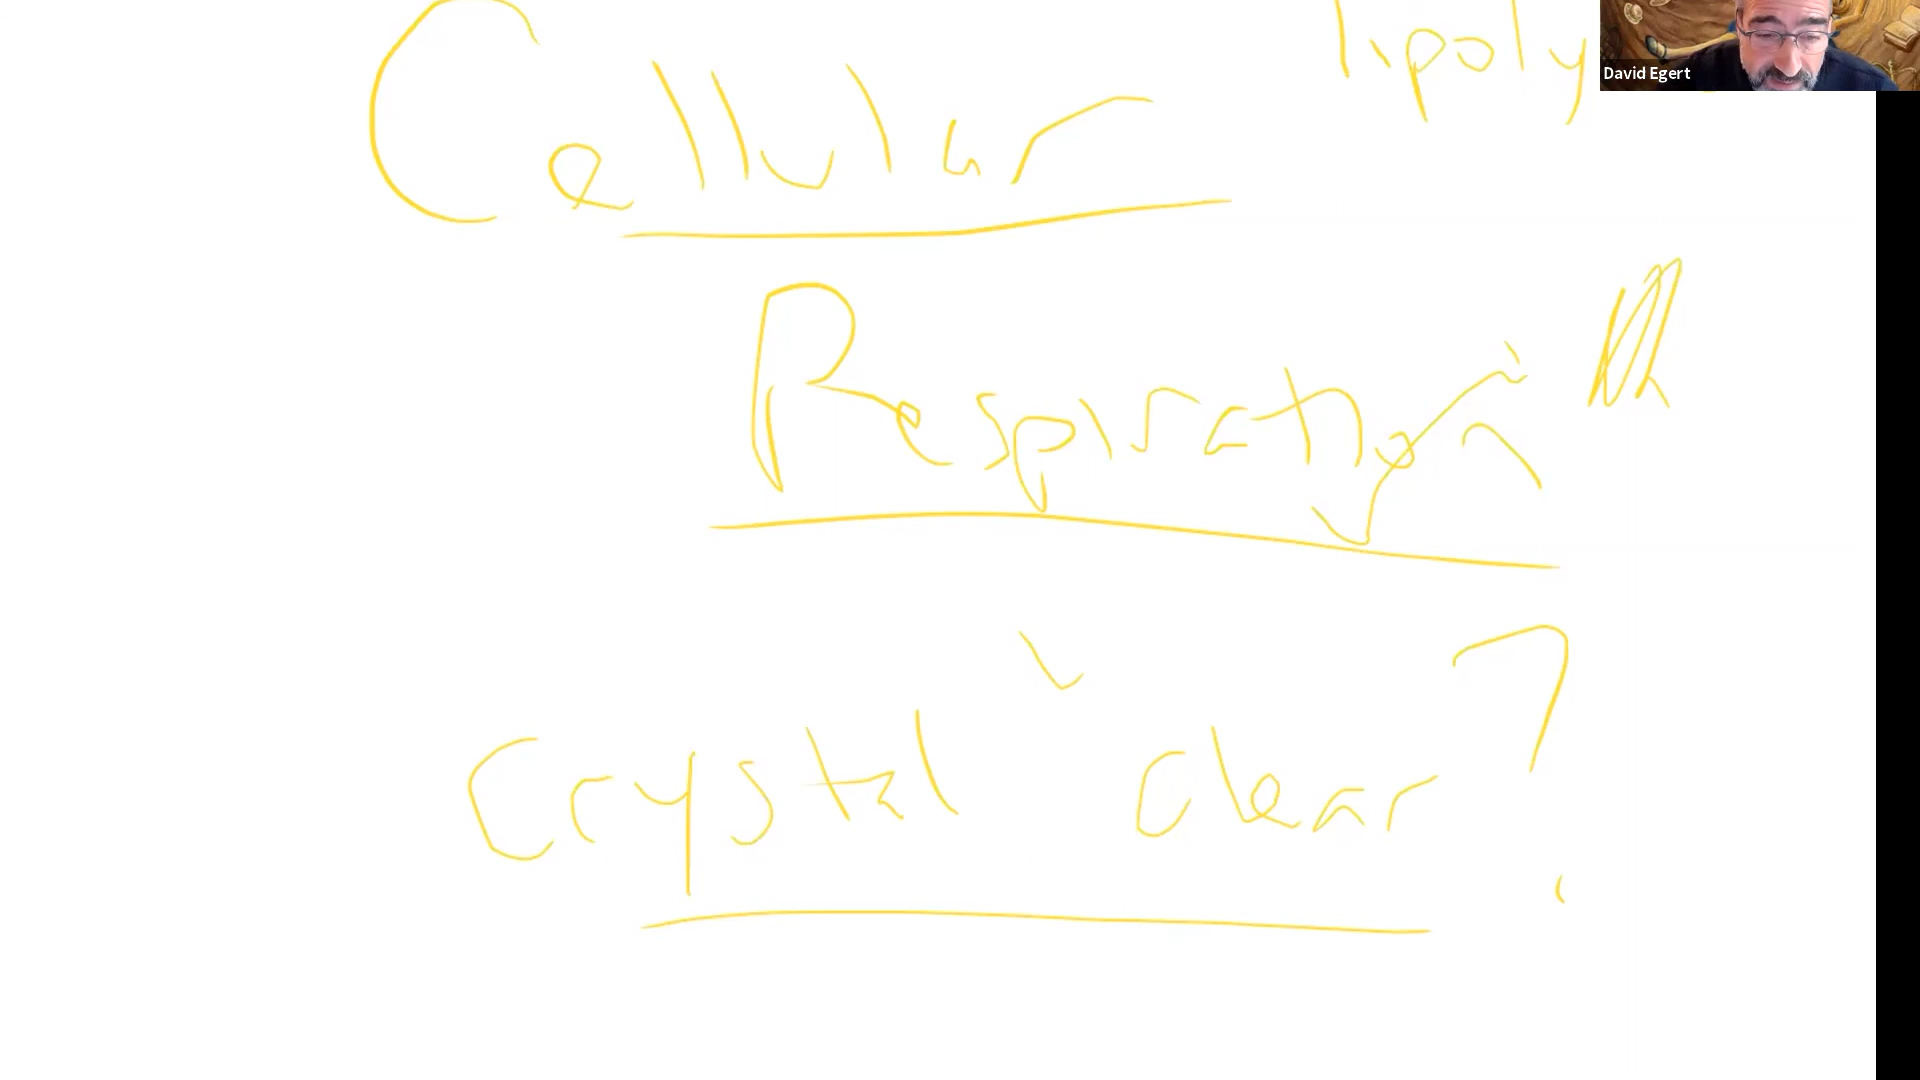 Cellular lipoly
David Egert
Respiration
Crystal clear?